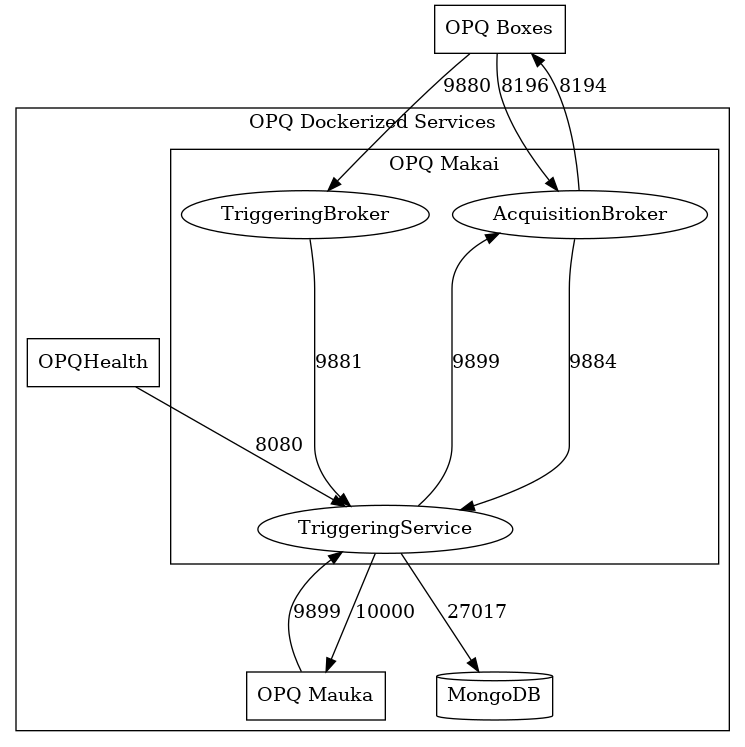 OPQ Boxes
9880
8196
8194
OPQ Dockerized Services
OPQ Makai
TriggeringBroker
AcquisitionBroker
OPQHealth
9881
9899
9884
8080
TriggeringService
9899
10000
27017
OPQ Mauka
MongoDB